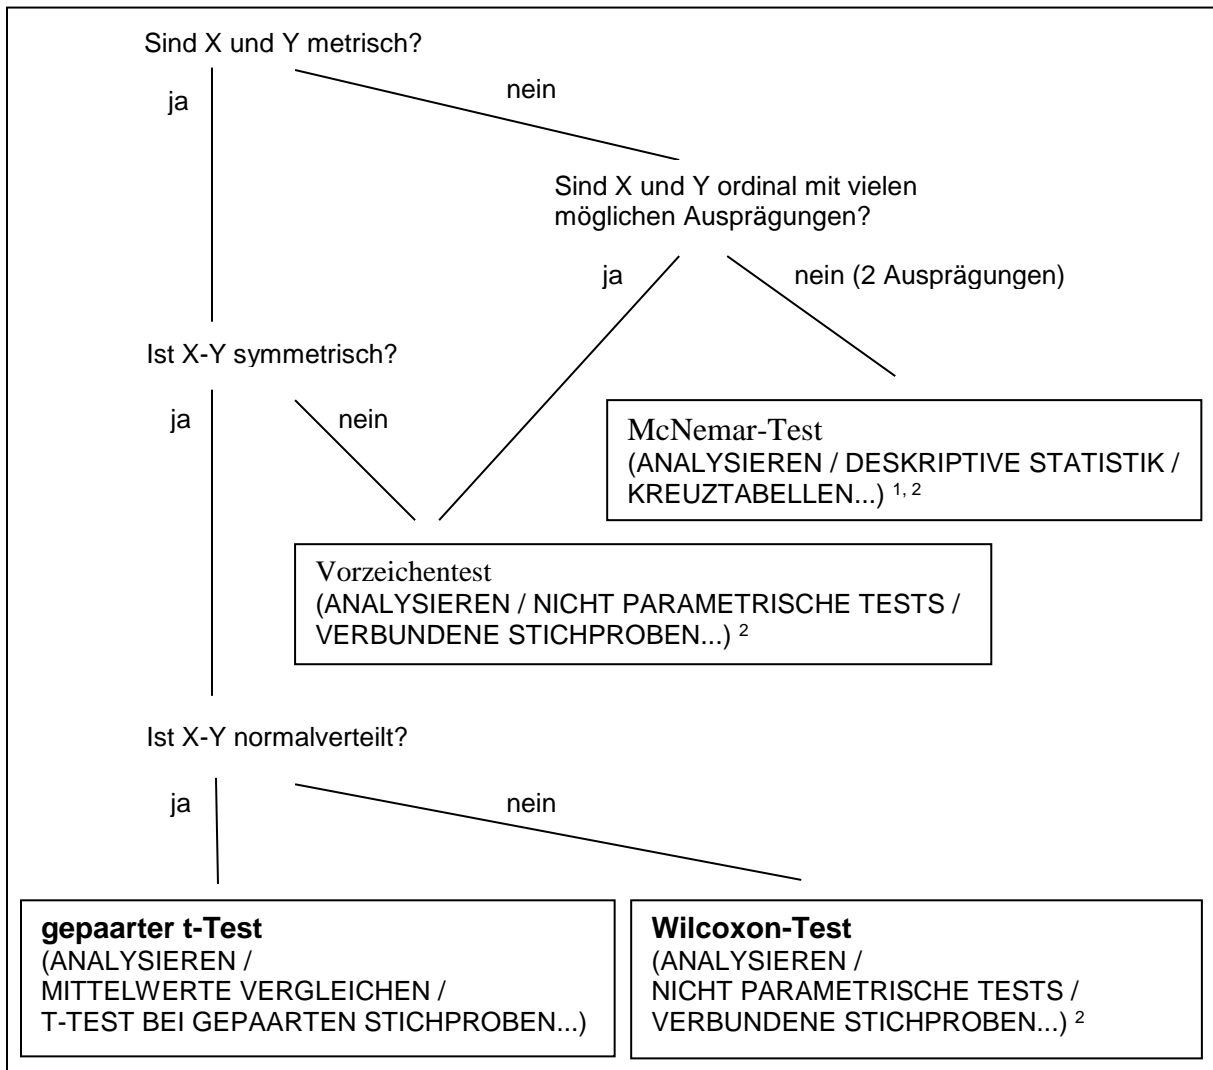 Sind X und Y metrisch?
ja
nein
Sind X und Y ordinal mit vielen
möglichen Ausprägungen?
ja
nein (2 Ausprägungen)
Ist X-Y symmetrisch?
ja
nein
McNemar-Test
(ANALYSIEREN / DESKRIPTIVE STATISTIK /
KREUZTABELLEN...) 1, 2
Vorzeichentest
(ANALYSIEREN / NICHT PARAMETRISCHE TESTS /
VERBUNDENE STICHPROBEN...) 2
Ist X-Y normalverteilt?
ja
nein
gepaarter t-Test
(ANALYSIEREN /
MITTELWERTE VERGLEICHEN /
T-TEST BEI GEPAARTEN STICHPROBEN...)
Wilcoxon-Test
(ANALYSIEREN /
NICHT PARAMETRISCHE TESTS /
VERBUNDENE STICHPROBEN...) 2